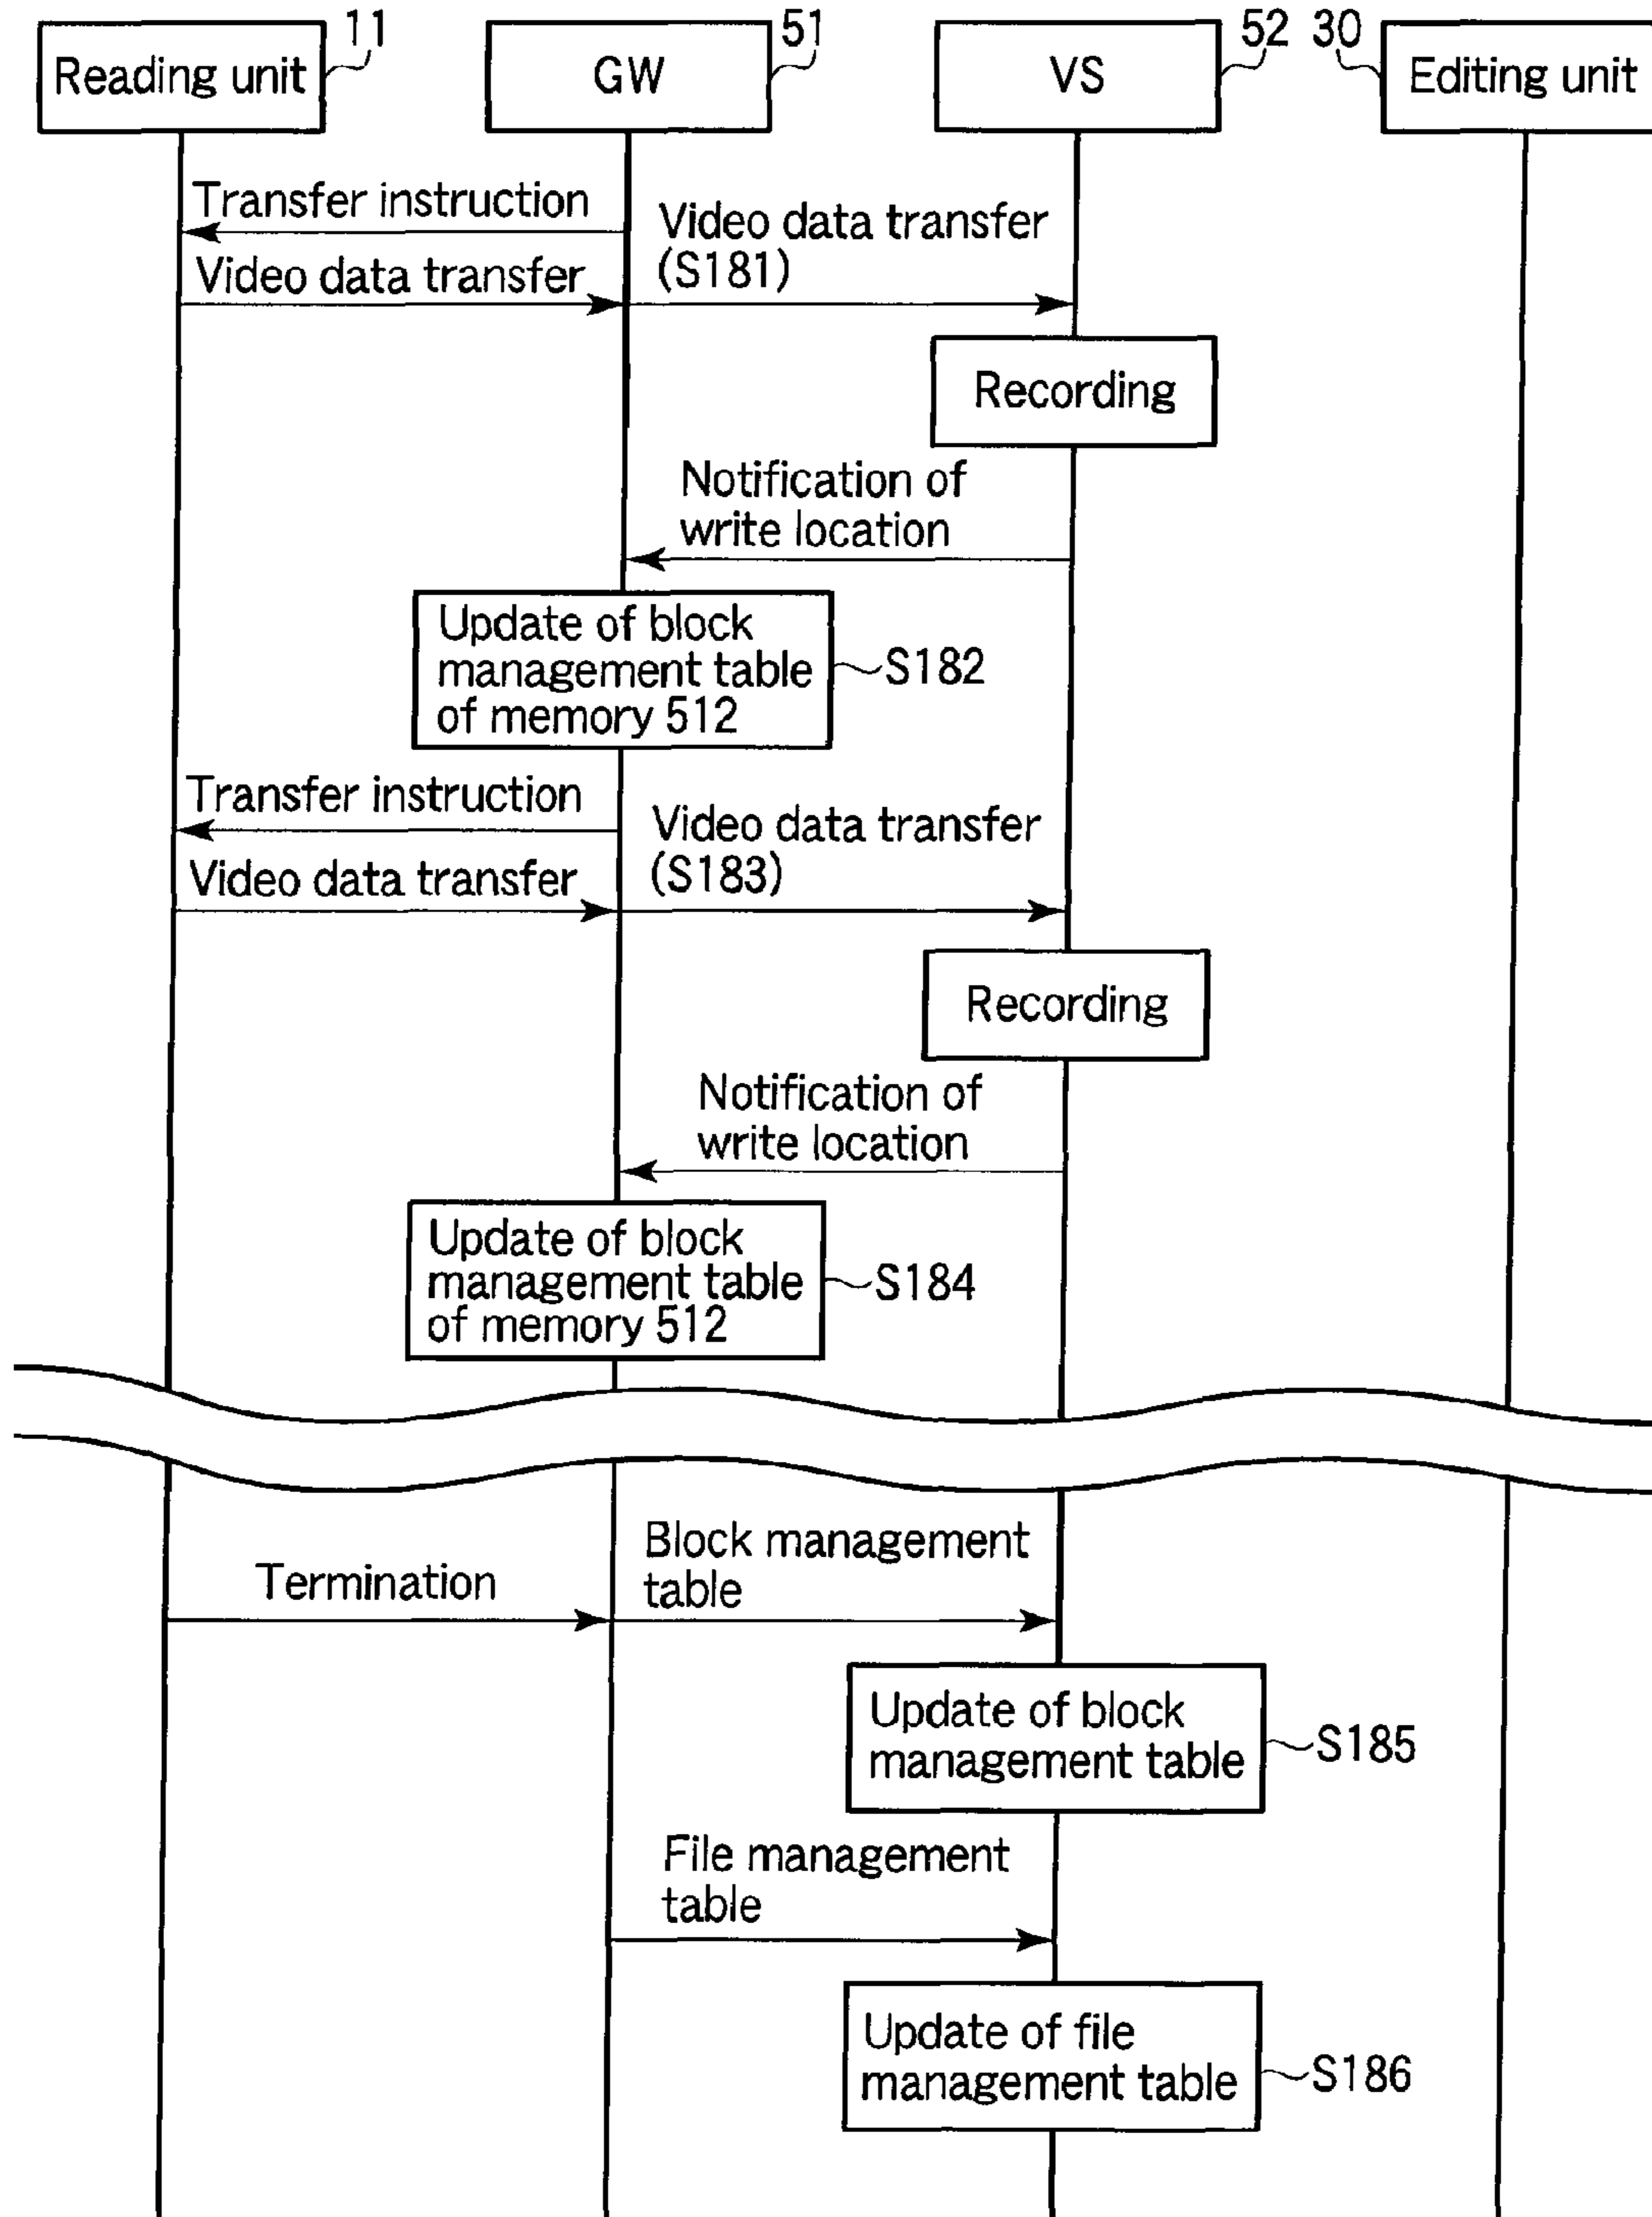 11
51
52
30
Reading unit
GW
VS
Editing unit
Transfer instruction
Video data transfer
(S181)
Video data transfer
Recording
Notification of
write location
Update of block
management table
of memory 512
S182
Transfer instruction
Video data transfer
(S183)
Video data transfer
Recording
Notification of
write location
Update of block
management table
of memory 512
S184
Block management
table
Termination
Update of block
management table
S185
File management
table
Update of file
management table
S186